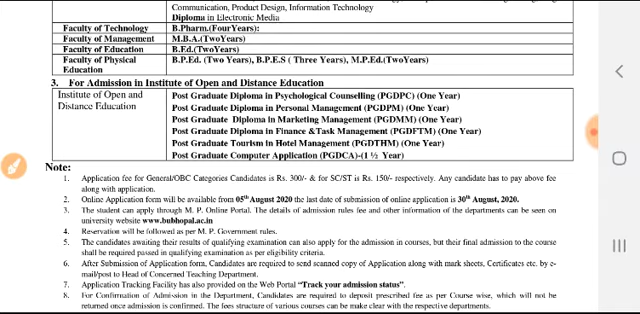 Communication, Product Design, Information Technology
Diploma in Electronic Media
Faculty of Technology B.Pharm.(FourYears):
Faculty of Management M.B.A.(TwoYears)
Faculty of Education B.Ed.(TwoYears)
Faculty of Physical B.P.Ed. (Two Years), B.P.E.S ( Three Years), M.P.Ed.(TwoYears)
Education
3. For Admission in Institute of Open and Distance Education
Institute of Open and Post Graduate Diploma in Psychological Counselling (PGDPC) (One Year)
Distance Education Post Graduate Diploma in Personal Management (PGDPM) (One Year)
Post Graduate Diploma in Marketing Management (PGDMM) (One Year)
Post Graduate Diploma in Finance &Task Management (PGDFTM) (One Year)
Post Graduate Tourism in Hotel Management (PGDTHM) (One Year)
Post Graduate Computer Application (PGDCA)-(1 ½ Year)
Note:
1. Application fee for General/OBC Categories Candidates is Rs. 300/- & for SC/ST is Rs. 150/- respectively. Any candidate has to pay above fee
along with application.
2. Online Application form will be available from 05th August 2020 the last date of submission of online application is 30th August, 2020.
3. The student can apply through M. P. Online Portal. The details of admission rules fee and other information of the departments can be seen on
university website www.bubhopal.ac.in
4. Reservation will be followed as per M. P. Government rules.
5. The candidates awaiting their results of qualifying examination can also apply for the admission in courses, but their final admission to the course
shall be required passed in qualifying examination as per eligibility criteria.
6. After Submission of Application form, Candidates are required to send scanned copy of Application along with mark sheets, Certificates etc. by e-
mail/post to Head of Concerned Teaching Department.
7. Application Tracking Facility has also provided on the Web Portal “Track your admission status”.
8. For Confirmation of Admission in the Department, Candidates are required to deposit prescribed fee as per Course wise, which will not be
returned once admission is confirmed. The fees structure of various courses can be make clear with the respective departments.